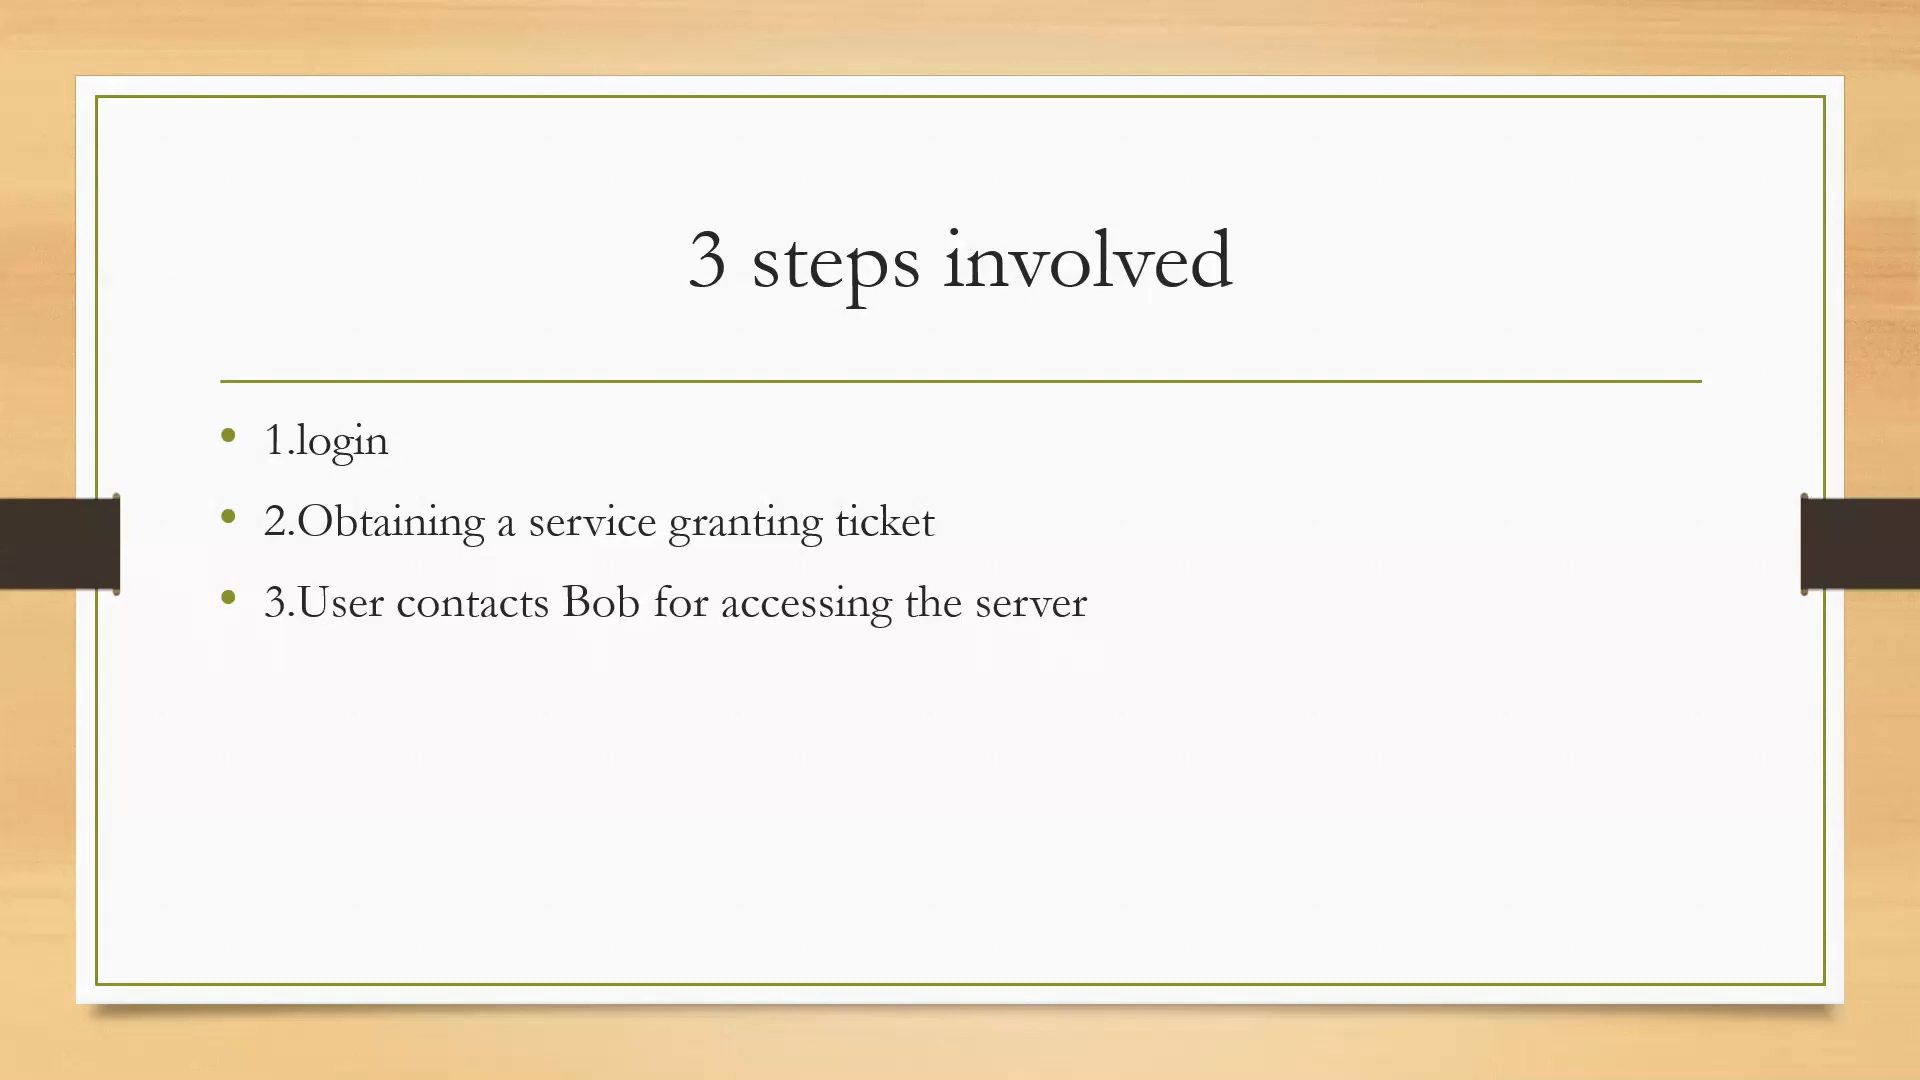 3 steps involved
1.login
2.Obtaining a service granting ticket
3.User contacts Bob for accessing the server